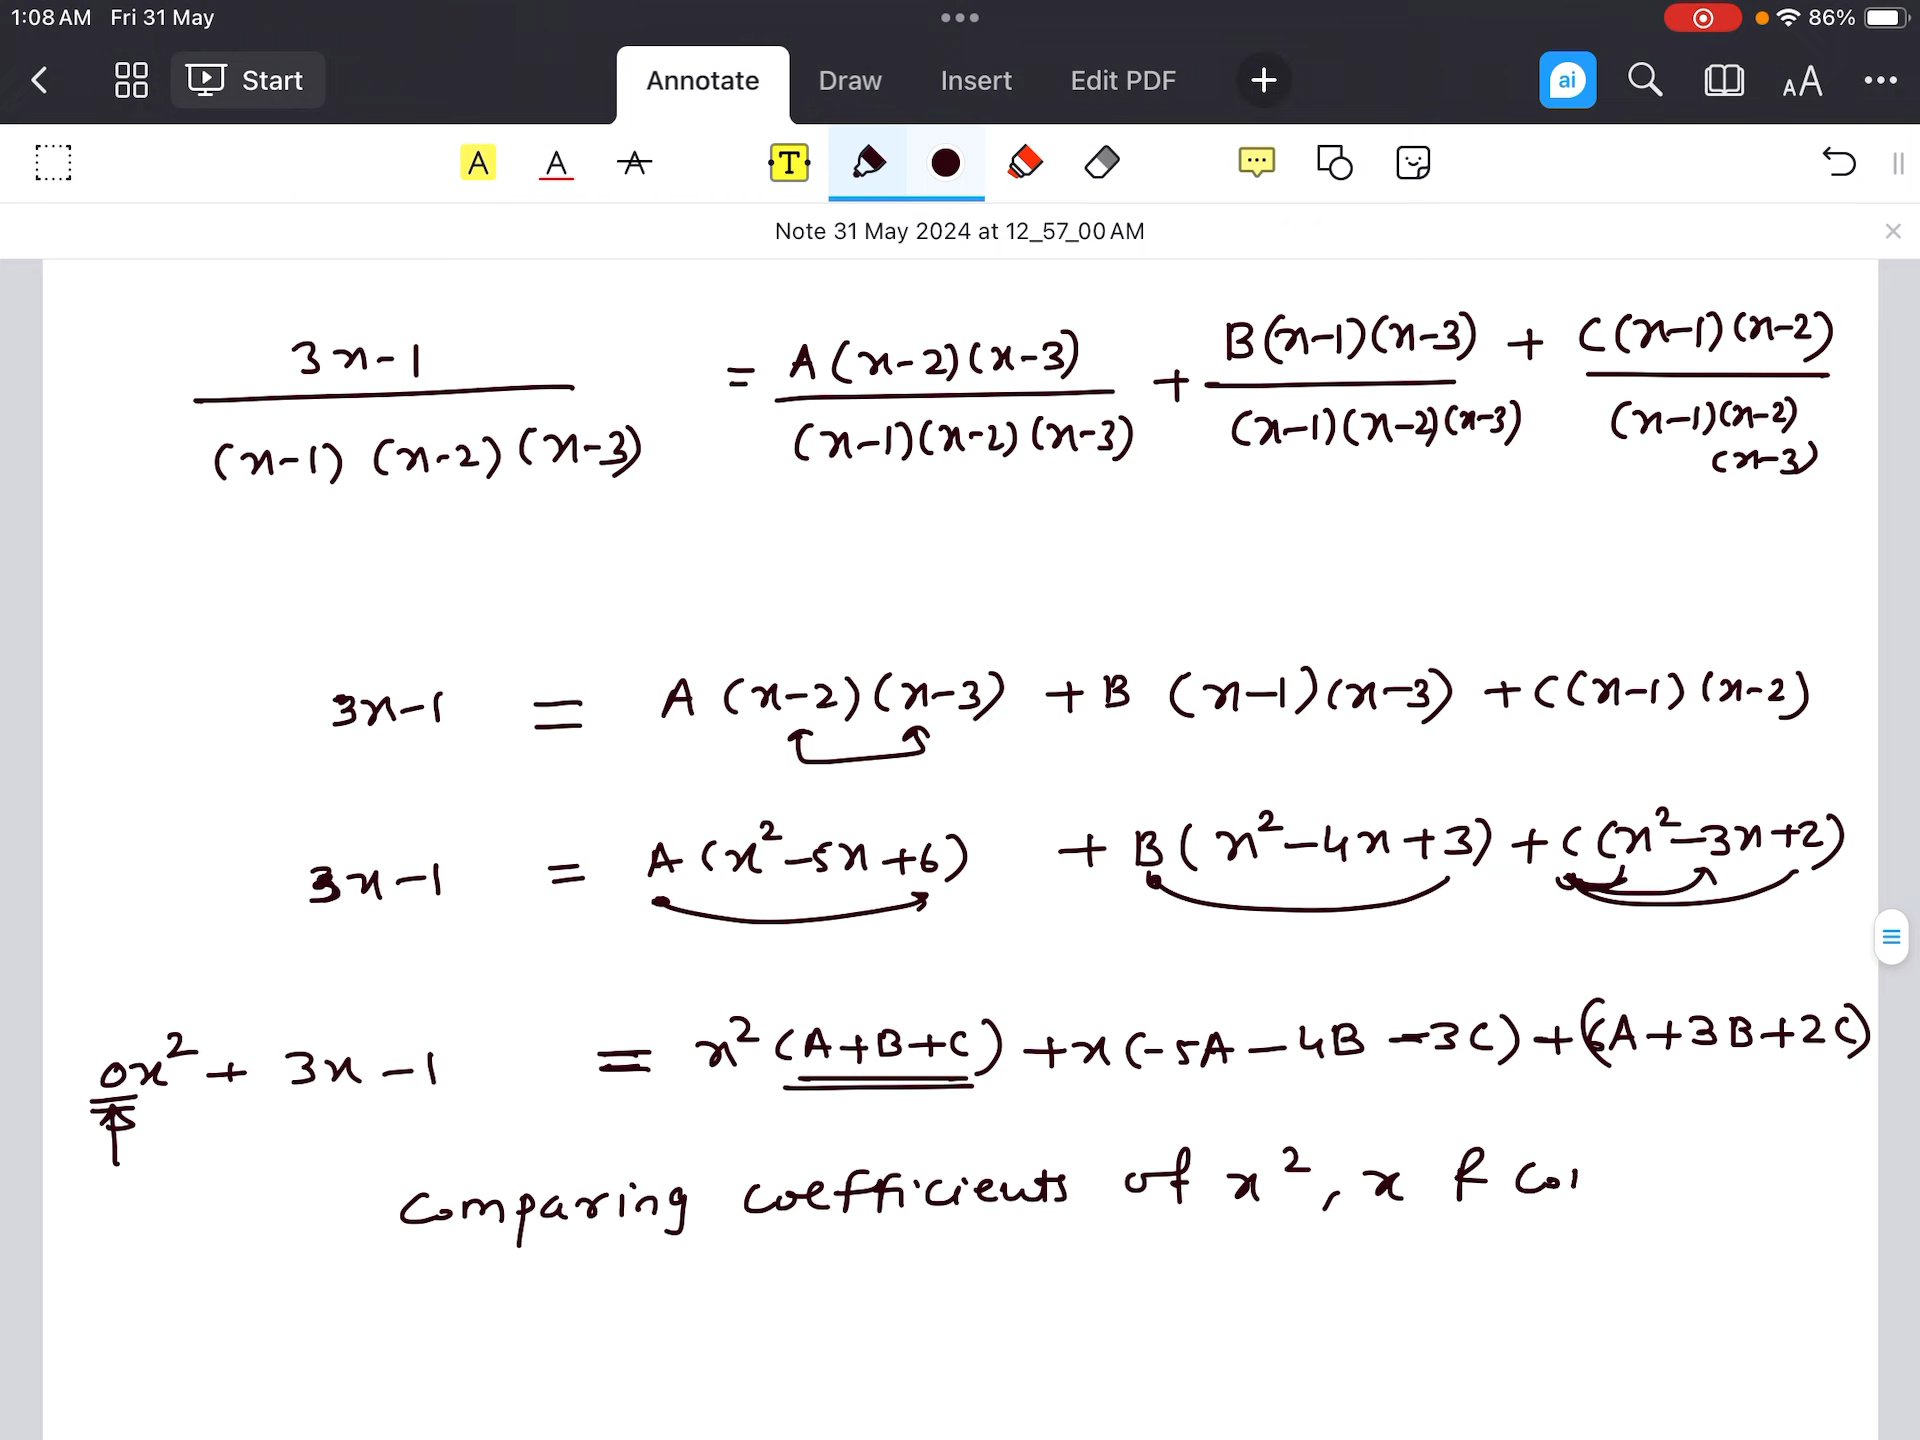 1:08 AM Fri 31 May 86%
Start Annotate Draw Insert Edit PDF ai AA
A A A T
Note 31 May 2024 at 12_57_00 AM
3x-1 / (x-1) (x-2) (x-3) = A(x-2)(x-3) / (x-1)(x-2)(x-3) + B(x-1)(x-3) / (x-1)(x-2)(x-3) + C(x-1)(x-2) / (x-1)(x-2)(x-3)
3x-1 = A (x-2)(x-3) + B (x-1)(x-3) + C(x-1)(x-2)
3x-1 = A(x²-5x+6) + B(x²-4x+3) + C(x²-3x+2)
0x² + 3x - 1 = x²(A+B+C) + x(-5A-4B-3C) + (6A+3B+2C)
Comparing coefficients of x², x &